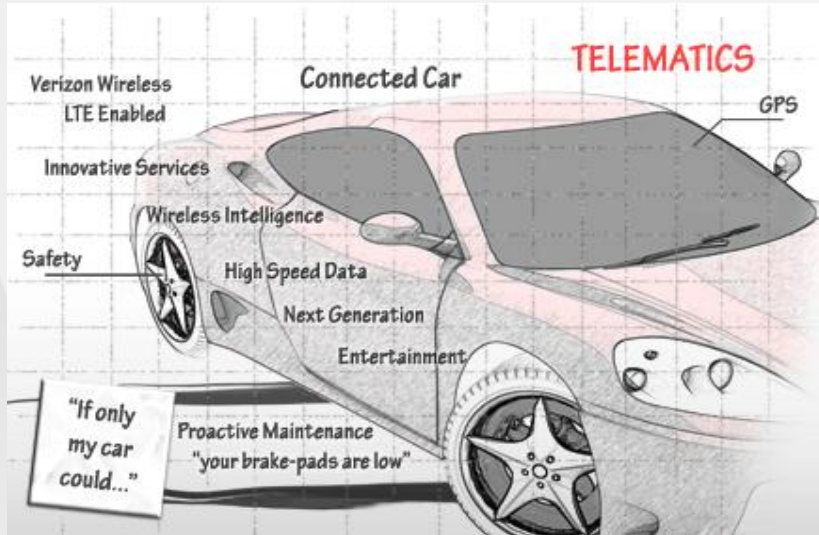 TELEMATICS
Connected Car
Verizon Wireless
LTE Enabled
GPS
Innovative Services
Wireless Intelligence
Safety
High Speed Data
Next Generation
Entertainment
"If only
my car
could..."
Proactive Maintenance
"your brake-pads are low"